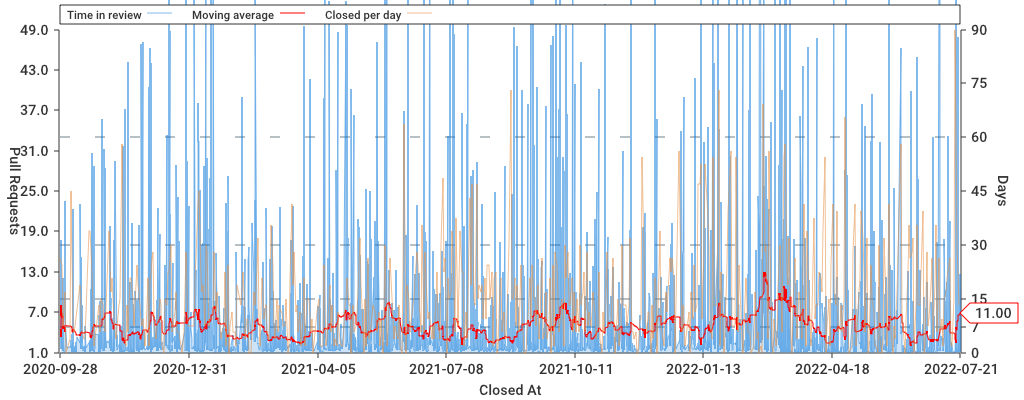 Time in review Moving average Closed per day
49.0 90
43.0 75
37.0
60
31.0
25.0 45
19.0
30
13.0
15
7.0 11.00
7
1.0 0
Pull Requests
Days
2020-09-28 2020-12-31 2021-04-05 2021-07-08 2021-10-11 2022-01-13 2022-04-18 2022-07-21
Closed At